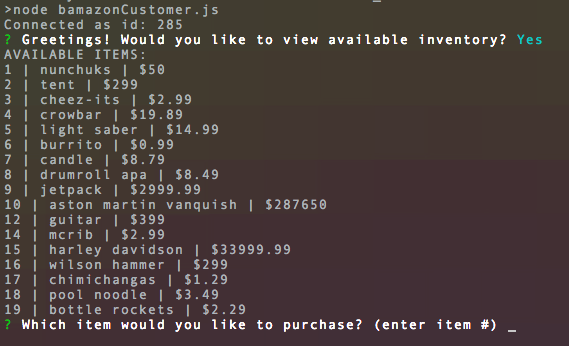 >node bamazonCustomer.js
Connected as id: 285
? Greetings! Would you like to view available inventory? Yes
AVAILABLE ITEMS:
1 | nunchuks | $50
2 | tent | $299
3 | cheez-its | $2.99
4 | crowbar | $19.89
5 | light saber | $14.99
6 | burrito | $0.99
7 | candle | $8.79
8 | drumroll apa | $8.49
9 | jetpack | $2999.99
10 | aston martin vanquish | $287650
12 | guitar | $399
14 | mcrib | $2.99
15 | harley davidson | $33999.99
16 | wilson hammer | $299
17 | chimichangas | $1.29
18 | pool noodle | $3.49
19 | bottle rockets | $2.29
? Which item would you like to purchase? (enter item #) _